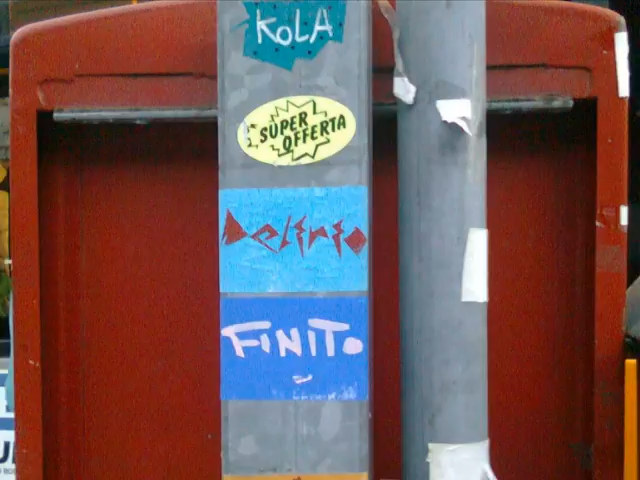 KOLA
SUPER
OFFERTA
Delirio
FINITO